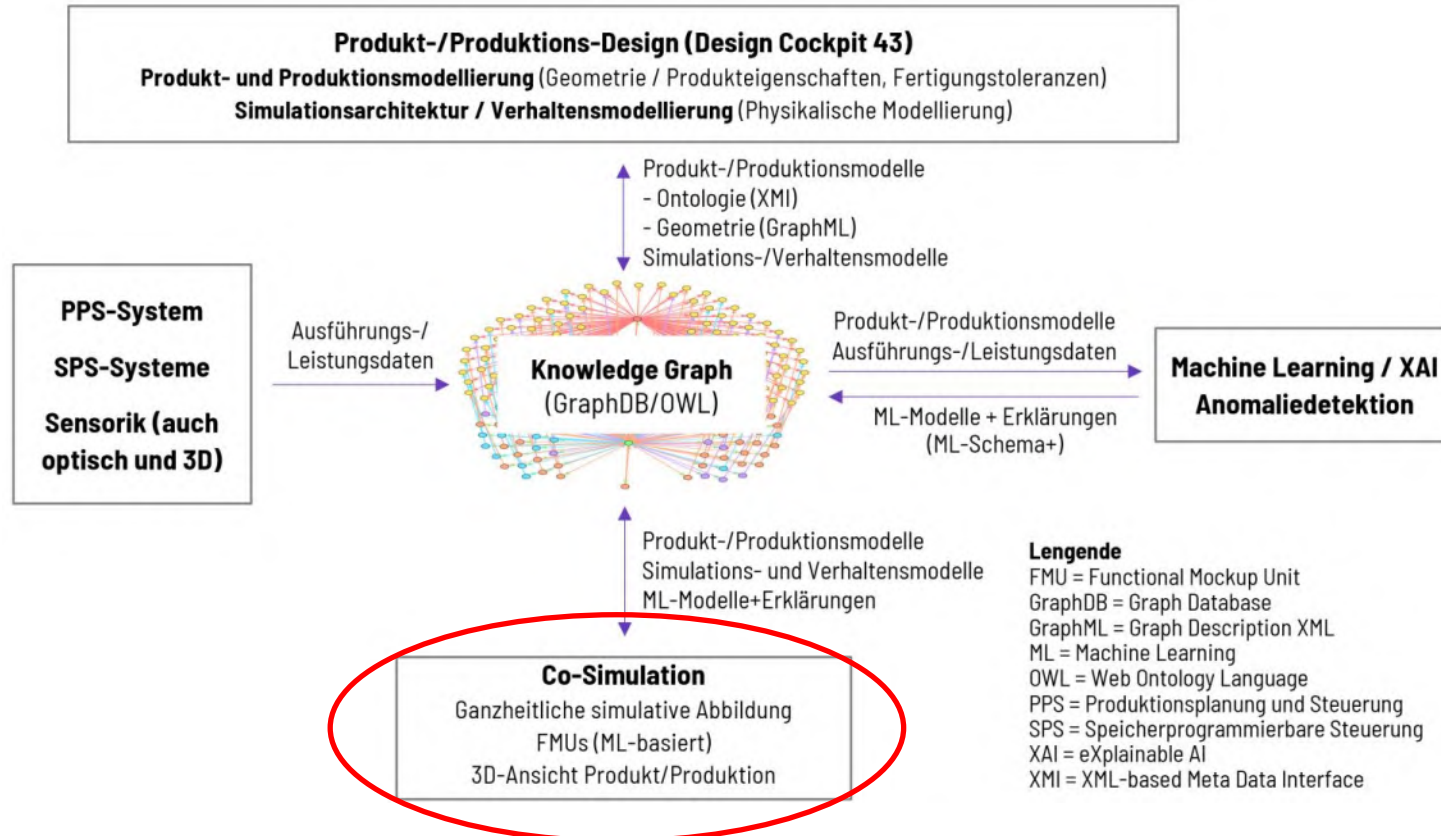 Produkt-/Produktions-Design (Design Cockpit 43)
Produkt- und Produktionsmodellierung (Geometrie / Produkteigenschaften, Fertigungstoleranzen)
Simulationsarchitektur / Verhaltensmodellierung (Physikalische Modellierung)
Produkt-/Produktionsmodelle
- Ontologie (XMI)
- Geometrie (GraphML)
Simulations-/Verhaltensmodelle
PPS-System
SPS-Systeme
Sensorik (auch
optisch und 3D)
Ausführungs-/
Leistungsdaten
Knowledge Graph
(GraphDB/OWL)
Produkt-/Produktionsmodelle
Ausführungs-/Leistungsdaten
ML-Modelle + Erklärungen
(ML-Schema+)
Machine Learning / XAI
Anomaliedetektion
Produkt-/Produktionsmodelle
Simulations- und Verhaltensmodelle
ML-Modelle+Erklärungen
Co-Simulation
Ganzheitliche simulative Abbildung
FMUs (ML-basiert)
3D-Ansicht Produkt/Produktion
Lengende
FMU = Functional Mockup Unit
GraphDB = Graph Database
GraphML = Graph Description XML
ML = Machine Learning
OWL = Web Ontology Language
PPS = Produktionsplanung und Steuerung
SPS = Speicherprogrammierbare Steuerung
XAI = eXplainable AI
XMI = XML-based Meta Data Interface